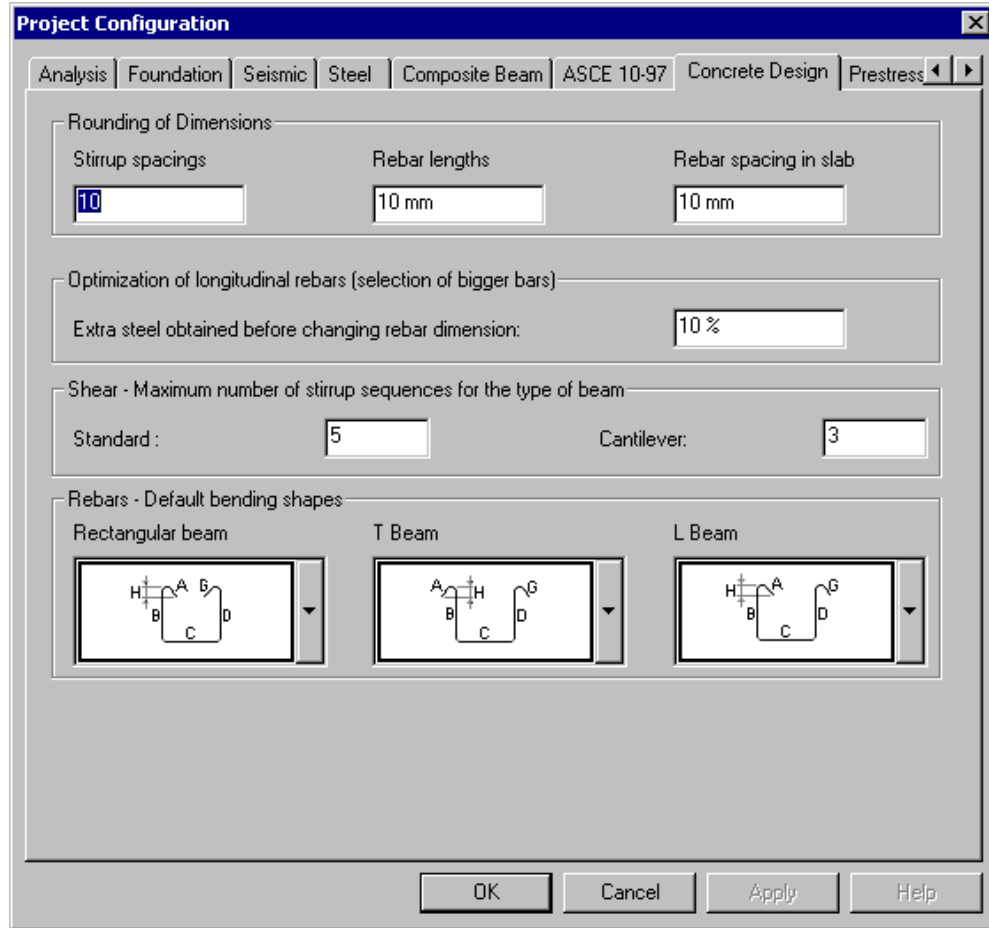 Project Configuration
Analysis Foundation Seismic Steel Composite Beam ASCE 10-97 Concrete Design Prestress
Rounding of Dimensions
Stirrup spacings Rebar lengths Rebar spacing in slab
10 10 mm 10 mm
Optimization of longitudinal rebars (selection of bigger bars)
Extra steel obtained before changing rebar dimension: 10 %
Shear - Maximum number of stirrup sequences for the type of beam
Standard : 5 Cantilever: 3
Rebars - Default bending shapes
Rectangular beam T Beam L Beam
H A G A H G H A G
B D B D B D
C C C
OK Cancel Apply Help